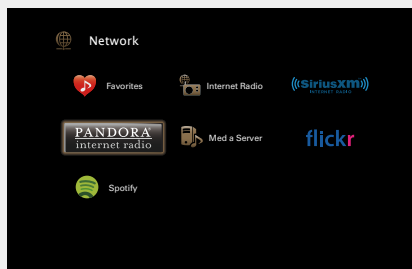 Network
Favorites
Internet Radio
((SiriusXM))
INTERNET RADIO
PANDORA®
internet radio
Med a Server
flickr
Spotify